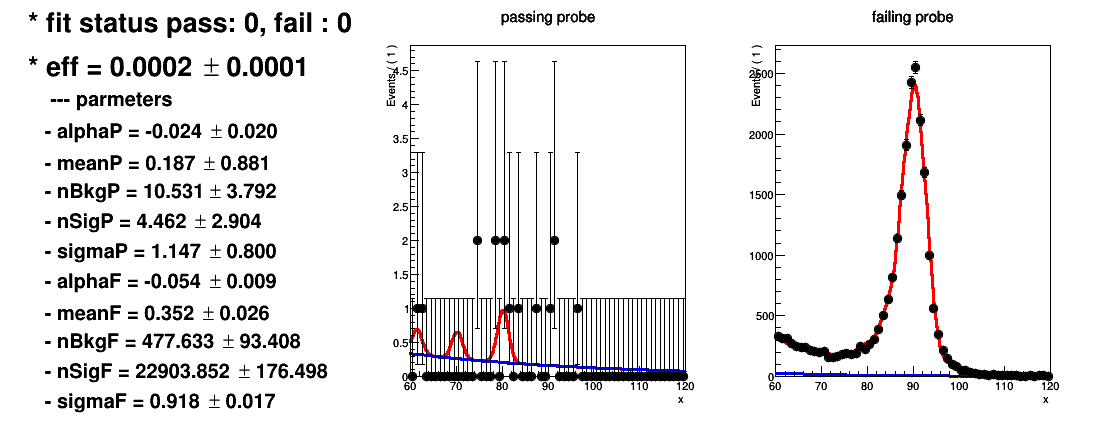 * fit status pass: 0, fail : 0
* eff = 0.0002 ± 0.0001
--- parmeters
- alphaP = -0.024 ± 0.020
- meanP = 0.187 ± 0.881
- nBkgP = 10.531 ± 3.792
- nSigP = 4.462 ± 2.904
- sigmaP = 1.147 ± 0.800
- alphaF = -0.054 ± 0.009
- meanF = 0.352 ± 0.026
- nBkgF = 477.633 ± 93.408
- nSigF = 22903.852 ± 176.498
- sigmaF = 0.918 ± 0.017
passing probe
Events / ( 1 )
4.5
4
3.5
3
2.5
2
1.5
1
0.5
0
60 70 80 90 100 110 120
x
failing probe
Events / ( 1 )
2500
2000
1500
1000
500
0
60 70 80 90 100 110 120
x